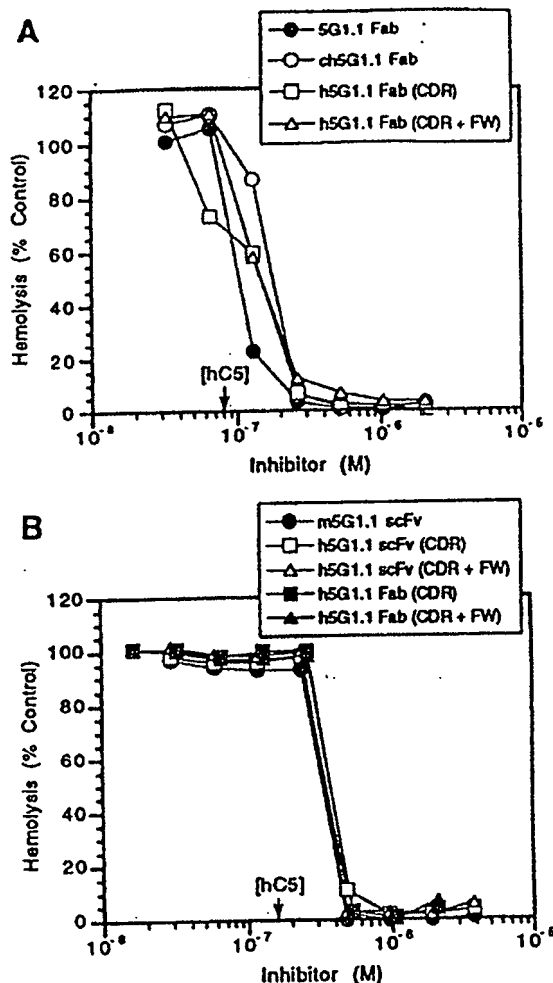 A
5G1.1 Fab
ch5G1.1 Fab
h5G1.1 Fab (CDR)
h5G1.1 Fab (CDR + FW)
120
100
80
60
40
20
0
Hemolysis (% Control)
[hC5]
10-8
10-7
10-6
10-5
Inhibitor (M)
B
m5G1.1 scFv
h5G1.1 scFv (CDR)
h5G1.1 scFv (CDR + FW)
h5G1.1 Fab (CDR)
h5G1.1 Fab (CDR + FW)
120
100
80
60
40
20
0
Hemolysis (% Control)
[hC5]
10-8
10-7
10-6
10-5
Inhibitor (M)